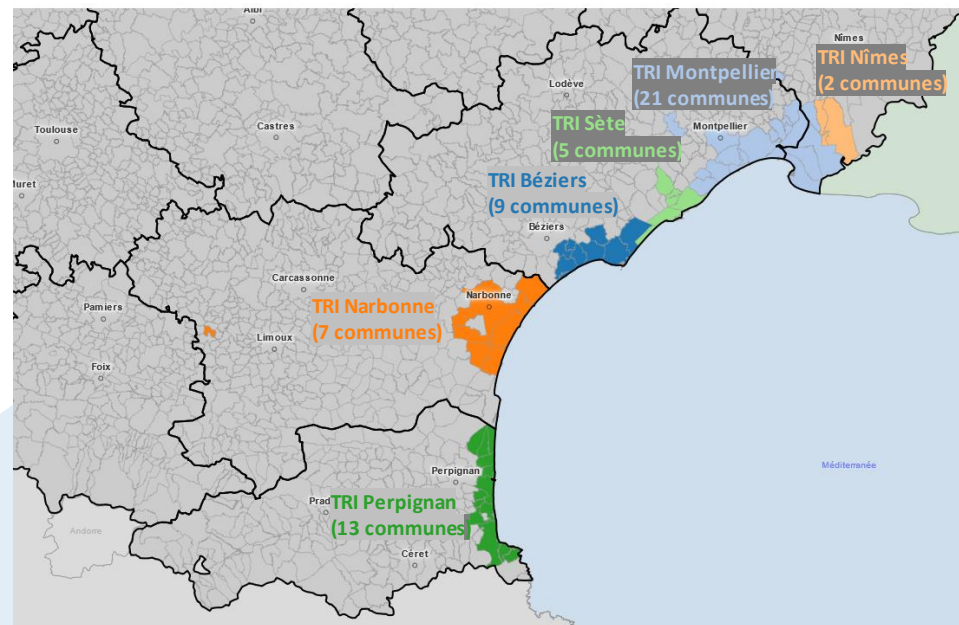 Albi
Nîmes
TRI Nîmes
(2 communes)
TRI Montpellier
(21 communes)
Lodève
Montpellier
Toulouse
Castres
TRI Sète
(5 communes)
Muret
TRI Béziers
(9 communes)
Béziers
Carcassonne
Narbonne
TRI Narbonne
(7 communes)
Pamiers
Limoux
Foix
Perpignan
Méditerranée
Prad
TRI Perpignan
(13 communes)
Andorre
Céret